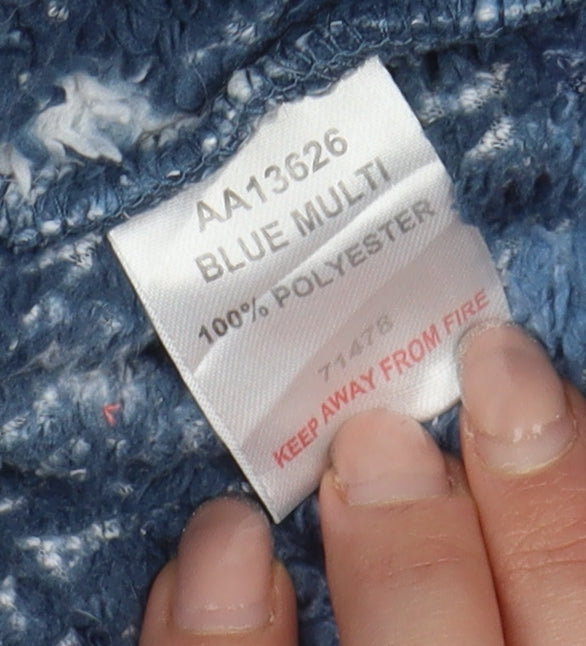 AA13626
BLUE MULTI
100% POLYESTER
71478
KEEP AWAY FROM FIRE